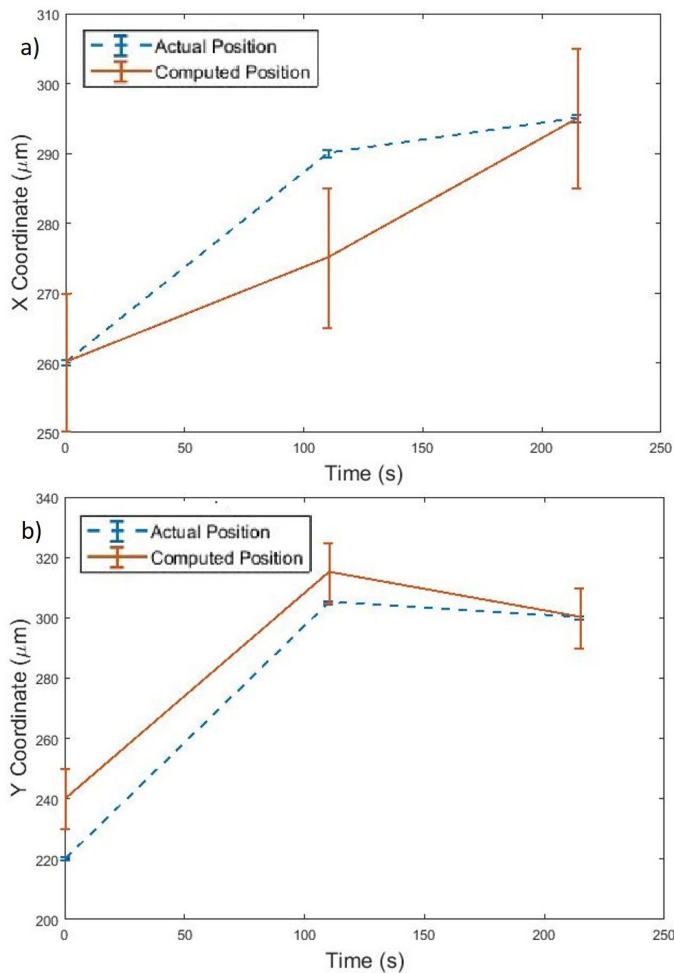 a)
310
300
290
280
270
260
250
X Coordinate (μm)
Actual Position
Computed Position
0
50
100
150
200
250
Time (s)
b)
340
320
300
280
260
240
220
200
Y Coordinate (μm)
Actual Position
Computed Position
0
50
100
150
200
250
Time (s)